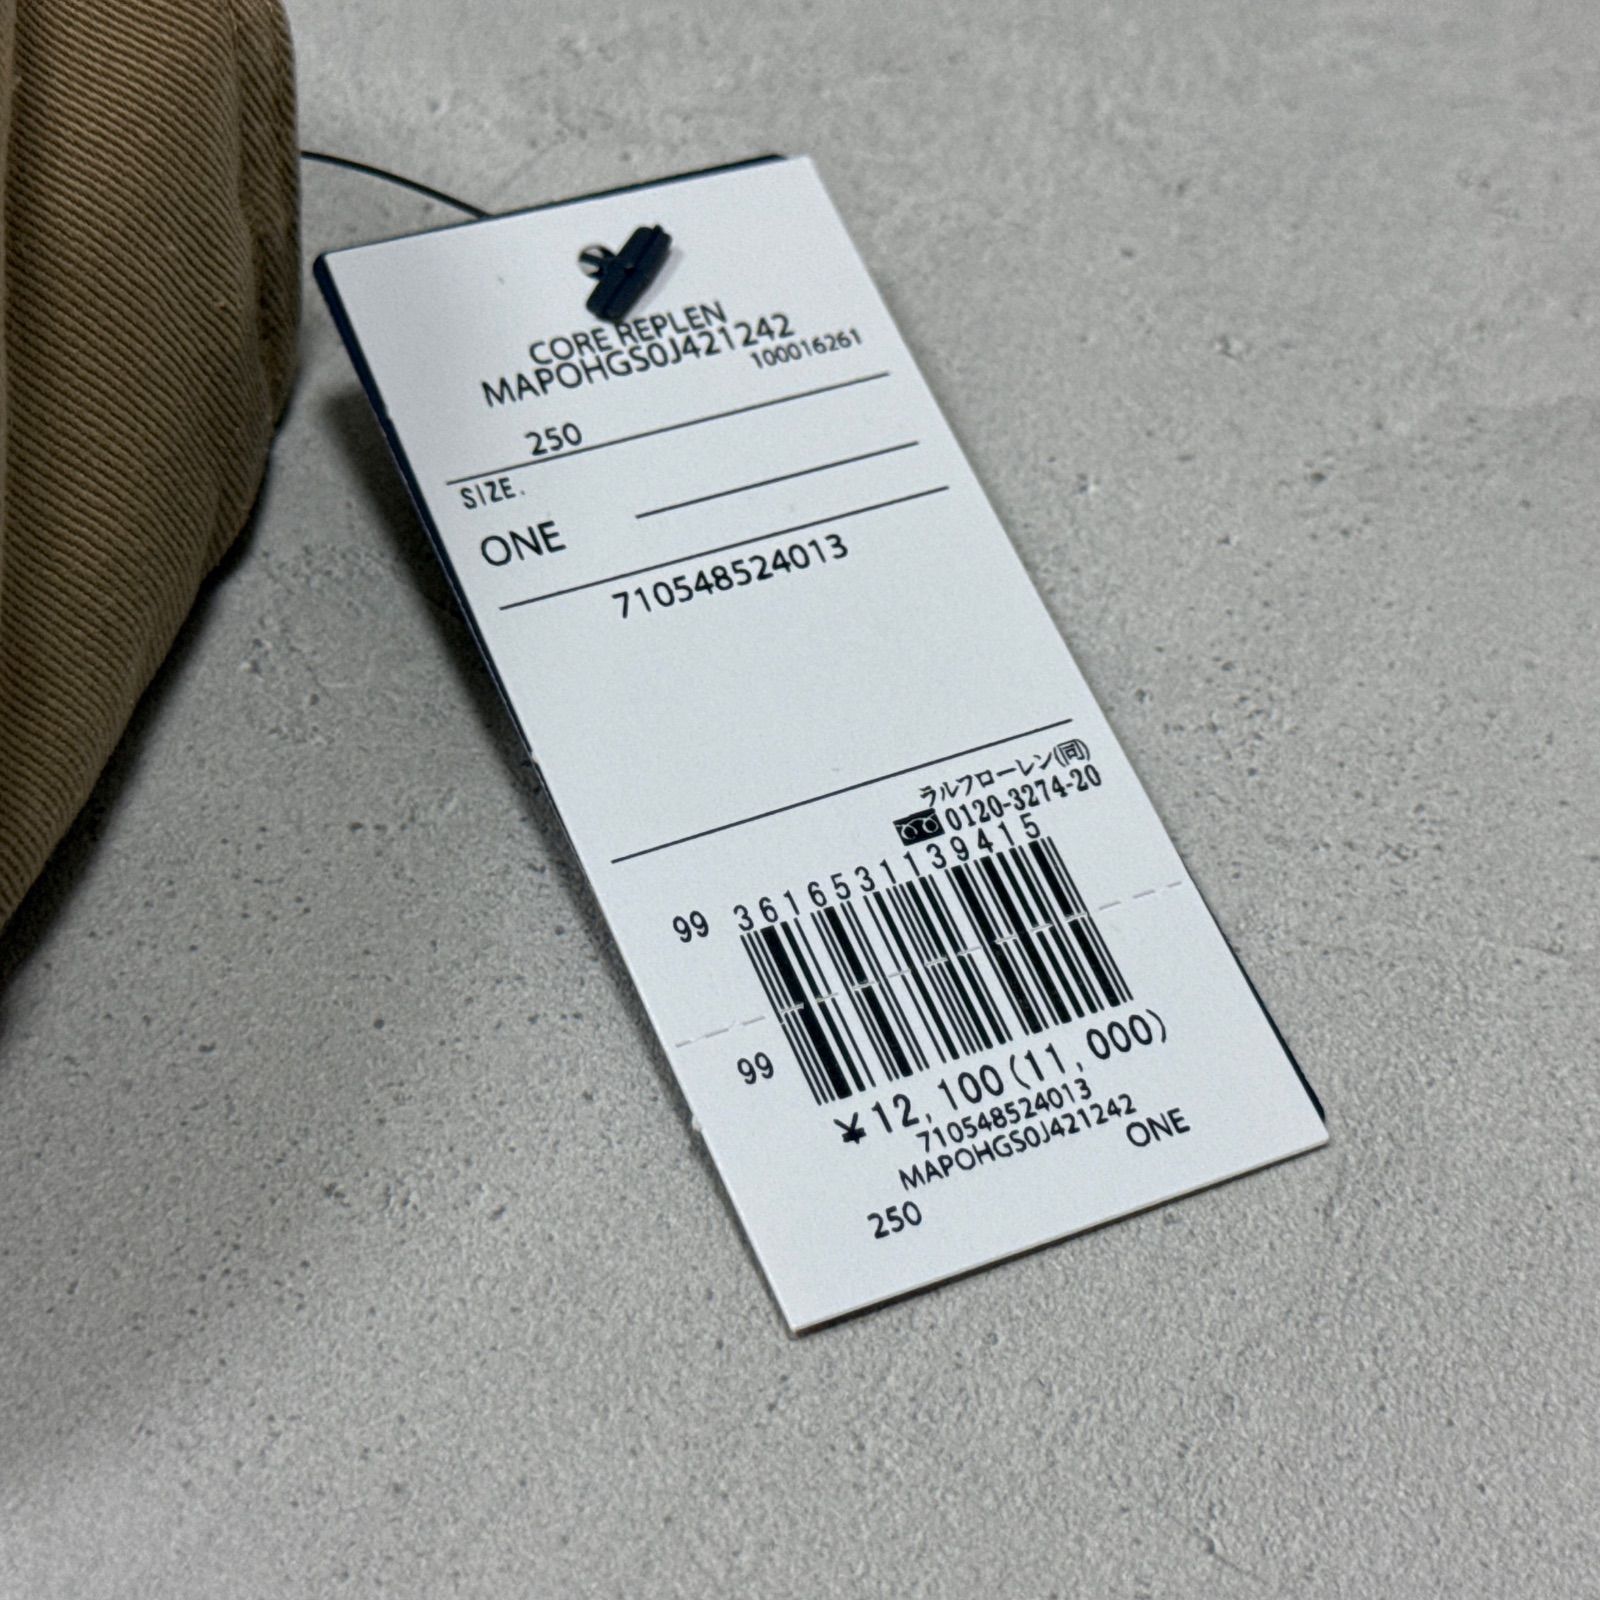 CORE REPLEN
MAPOHGS0J421242
100016261
250
SIZE.
ONE
710548524013
ラルフローレン(同)
0120-3274-20
99 3616531139415
99
¥12,100(11,000)
710548524013
MAPOHGS0J421242
ONE
250